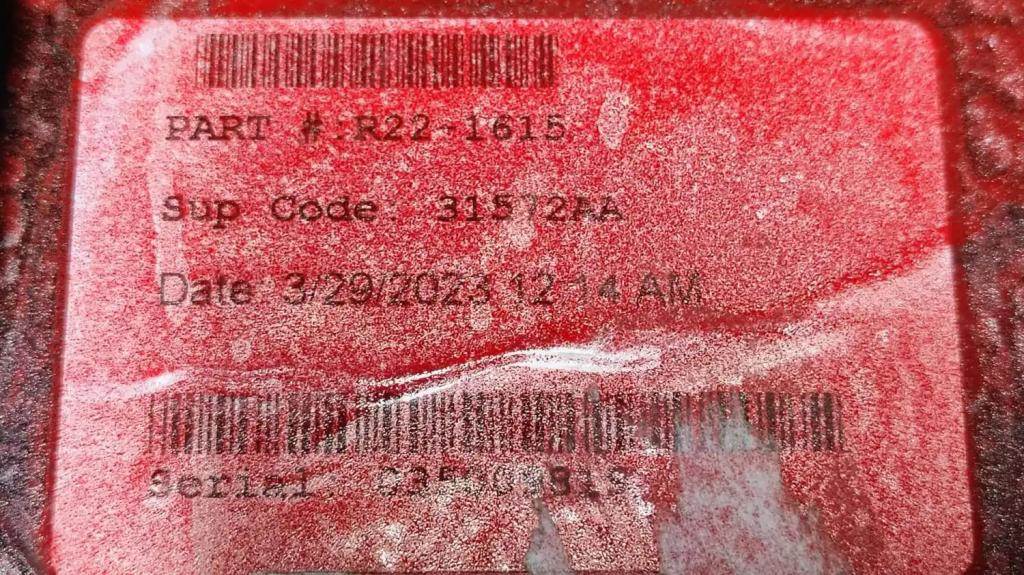 PART #:R22-1615
Sup Code: 31572AA
Date: 3/29/2023 12:14 AM
Serial: